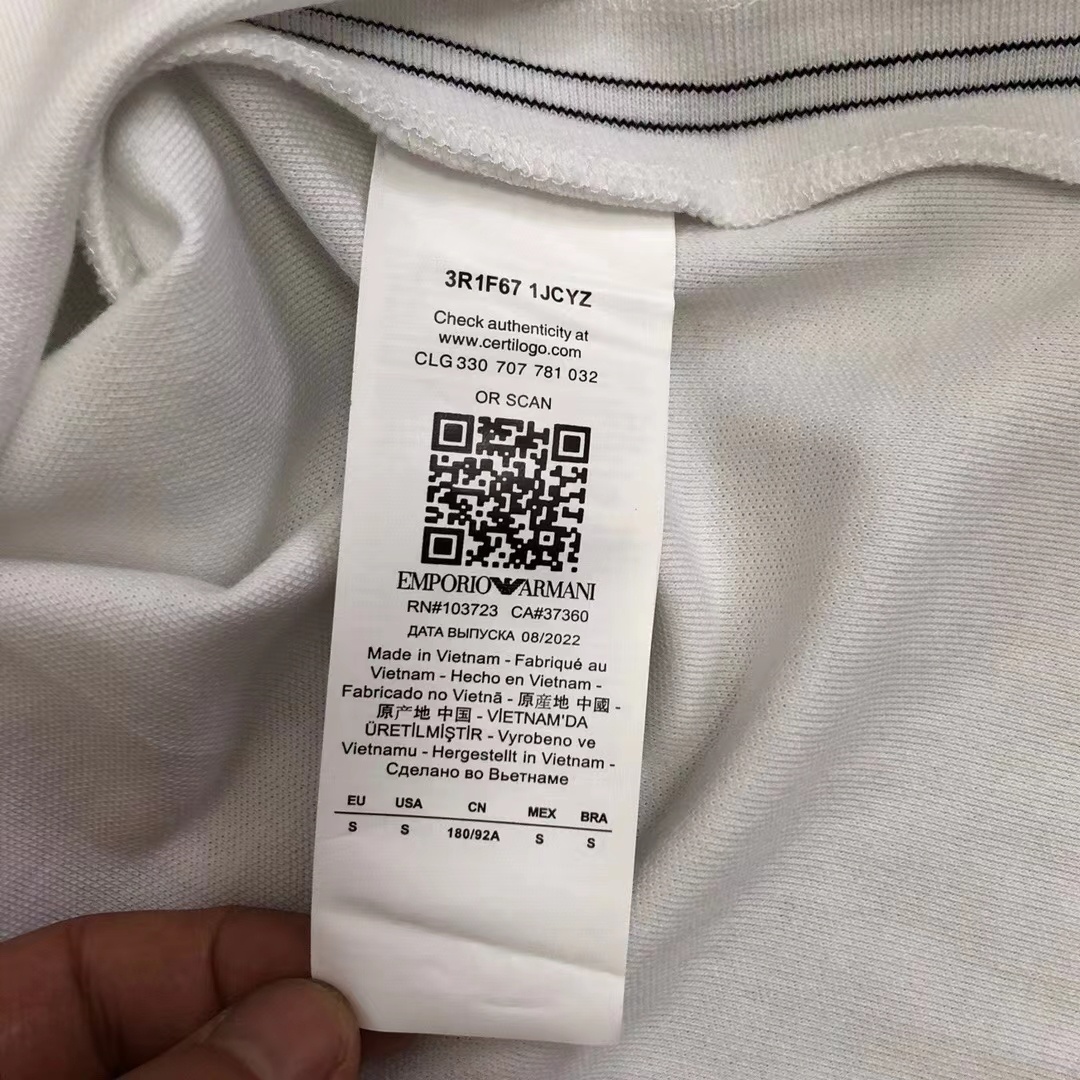 3R1F67 1JCYZ
Check authenticity at
www.certilogo.com
CLG 330 707 781 032
OR SCAN
EMPORIO ARMANI
RN#103723 CA#37360
ДАТА ВЫПУСКА 08/2022
Made in Vietnam - Fabriqué au
Vietnam - Hecho en Vietnam -
Fabricado no Vietnã - 原産地 中國 -
原产地 中国 - VİETNAM'DA
ÜRETİLMİŞTİR - Vyrobeno ve
Vietnamu - Hergestellt in Vietnam -
Сделано во Вьетнаме
EU USA CN MEX BRA
S S 180/92A S S